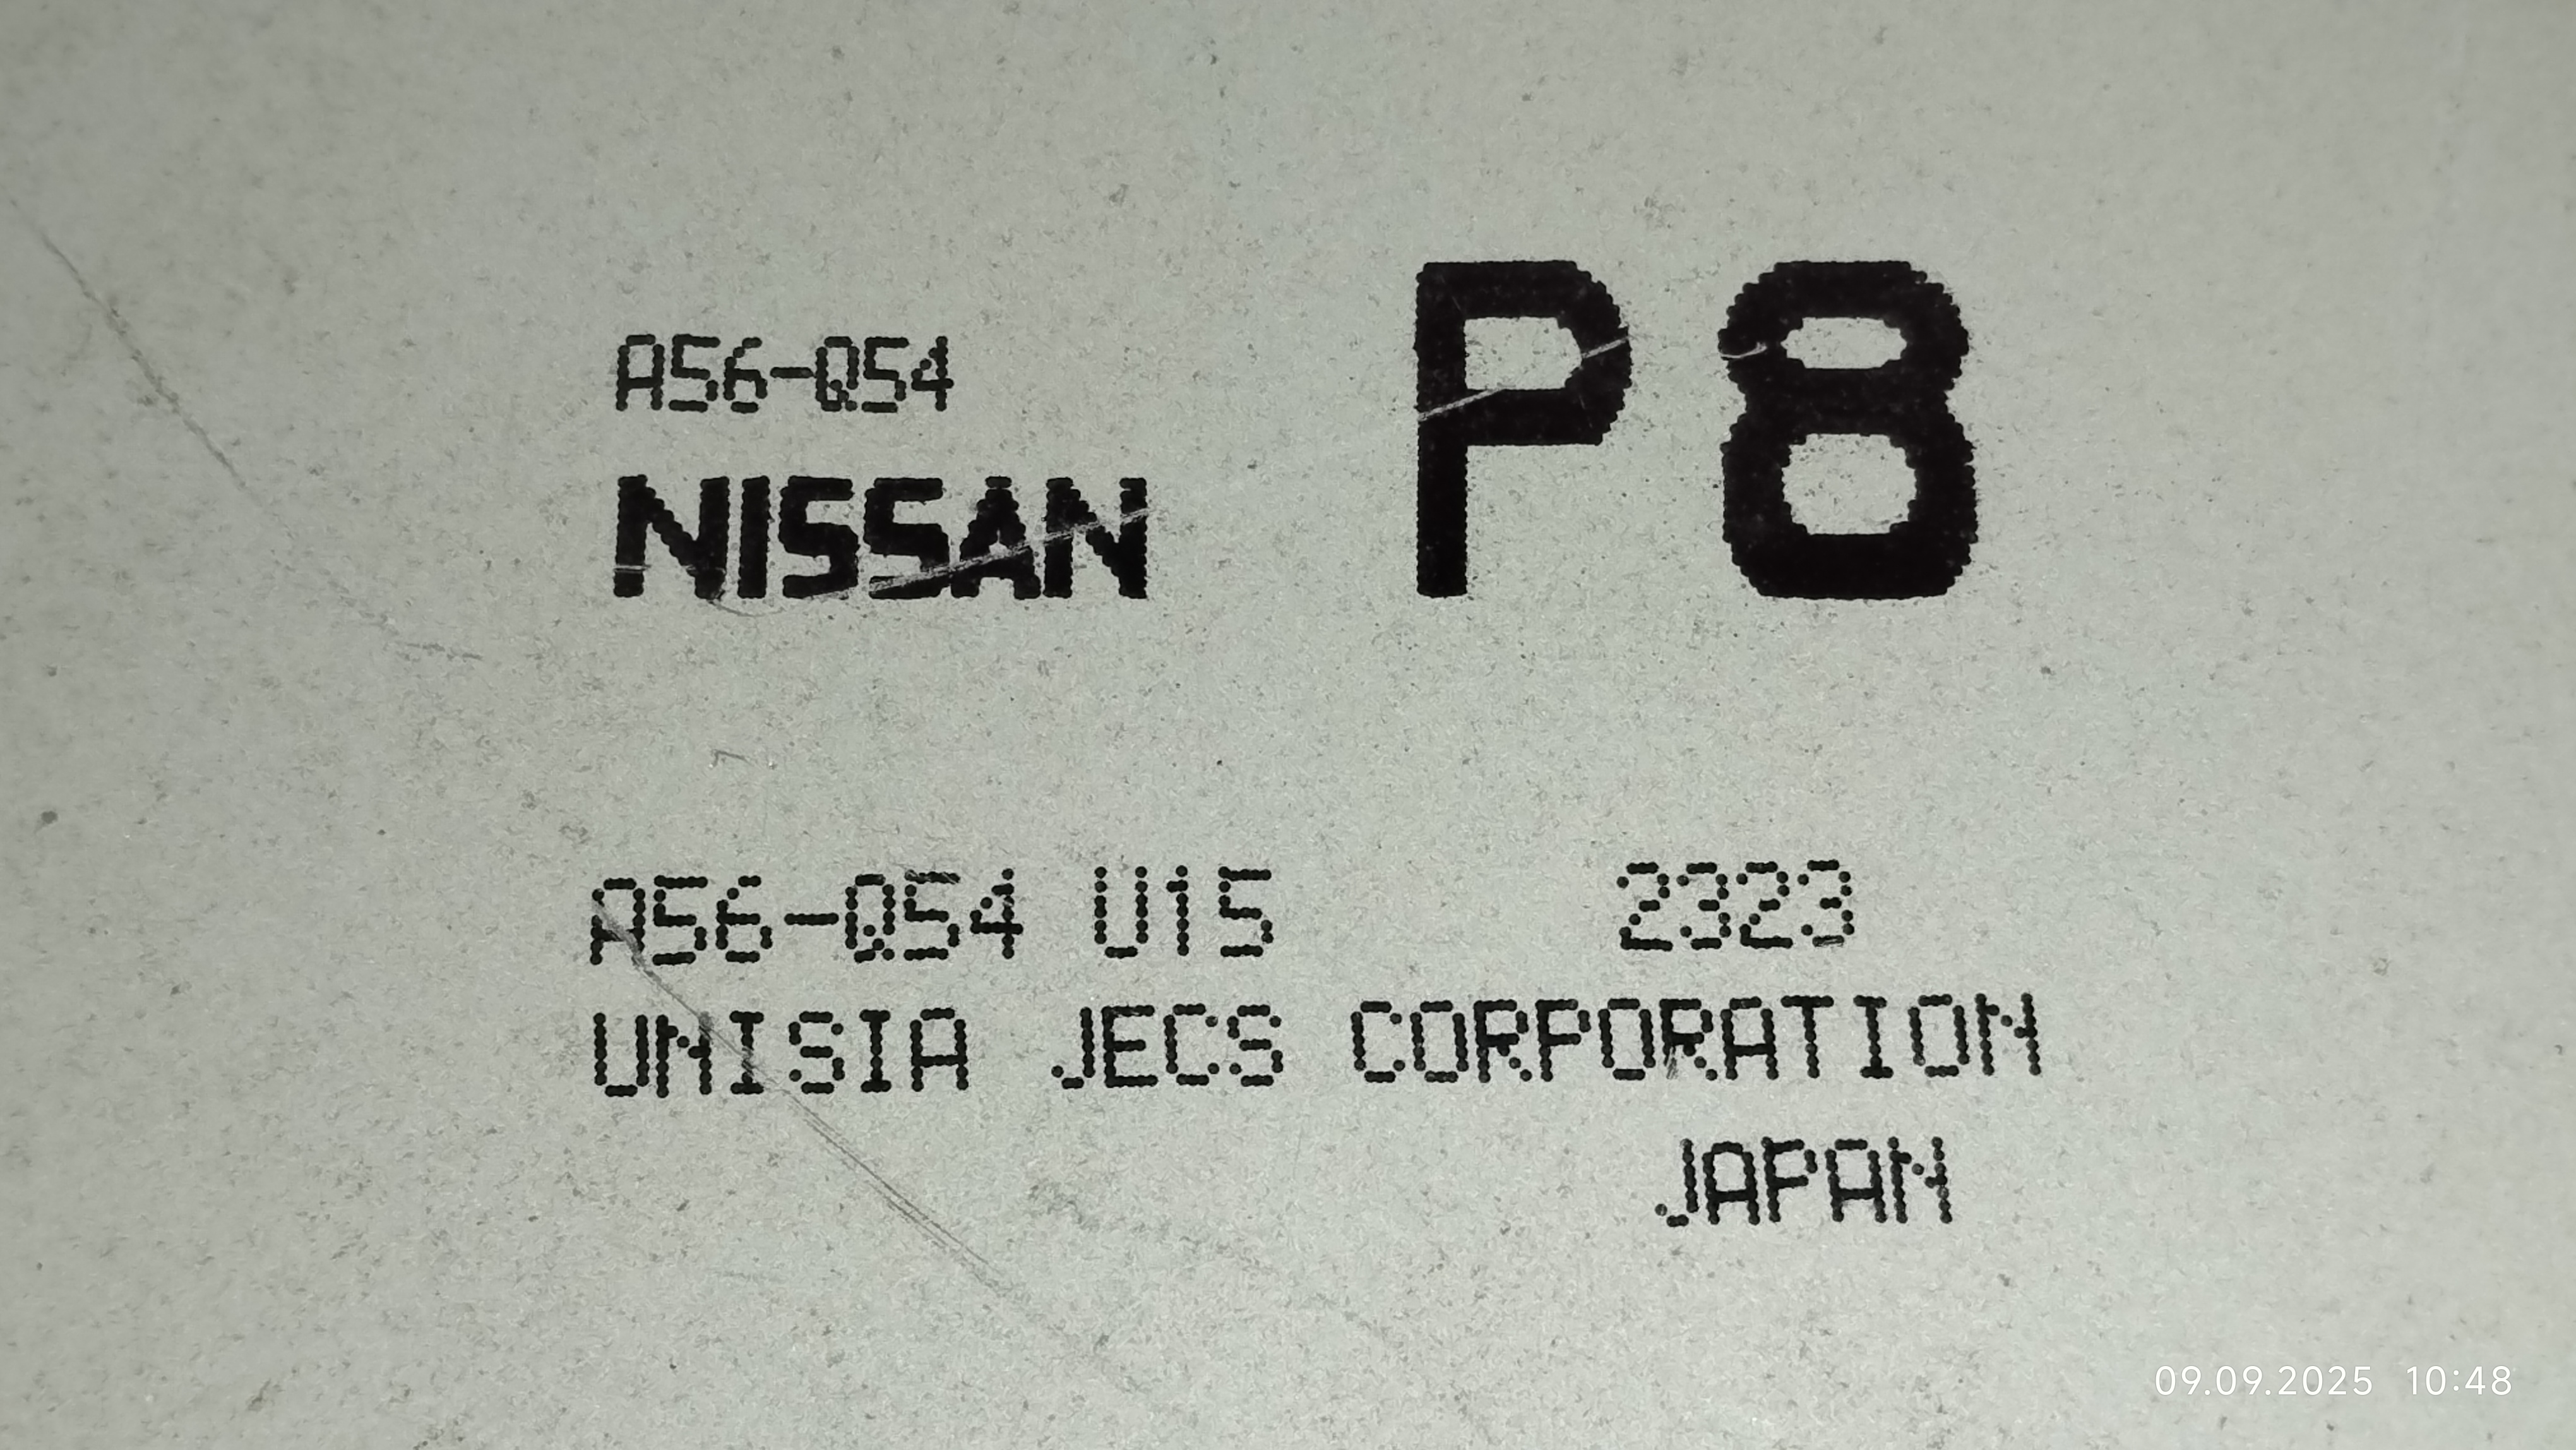 A56-Q54
NISSAN
P8
A56-Q54 U15 2323
UNISIA JECS CORPORATION
JAPAN
09.09.2025 10:48